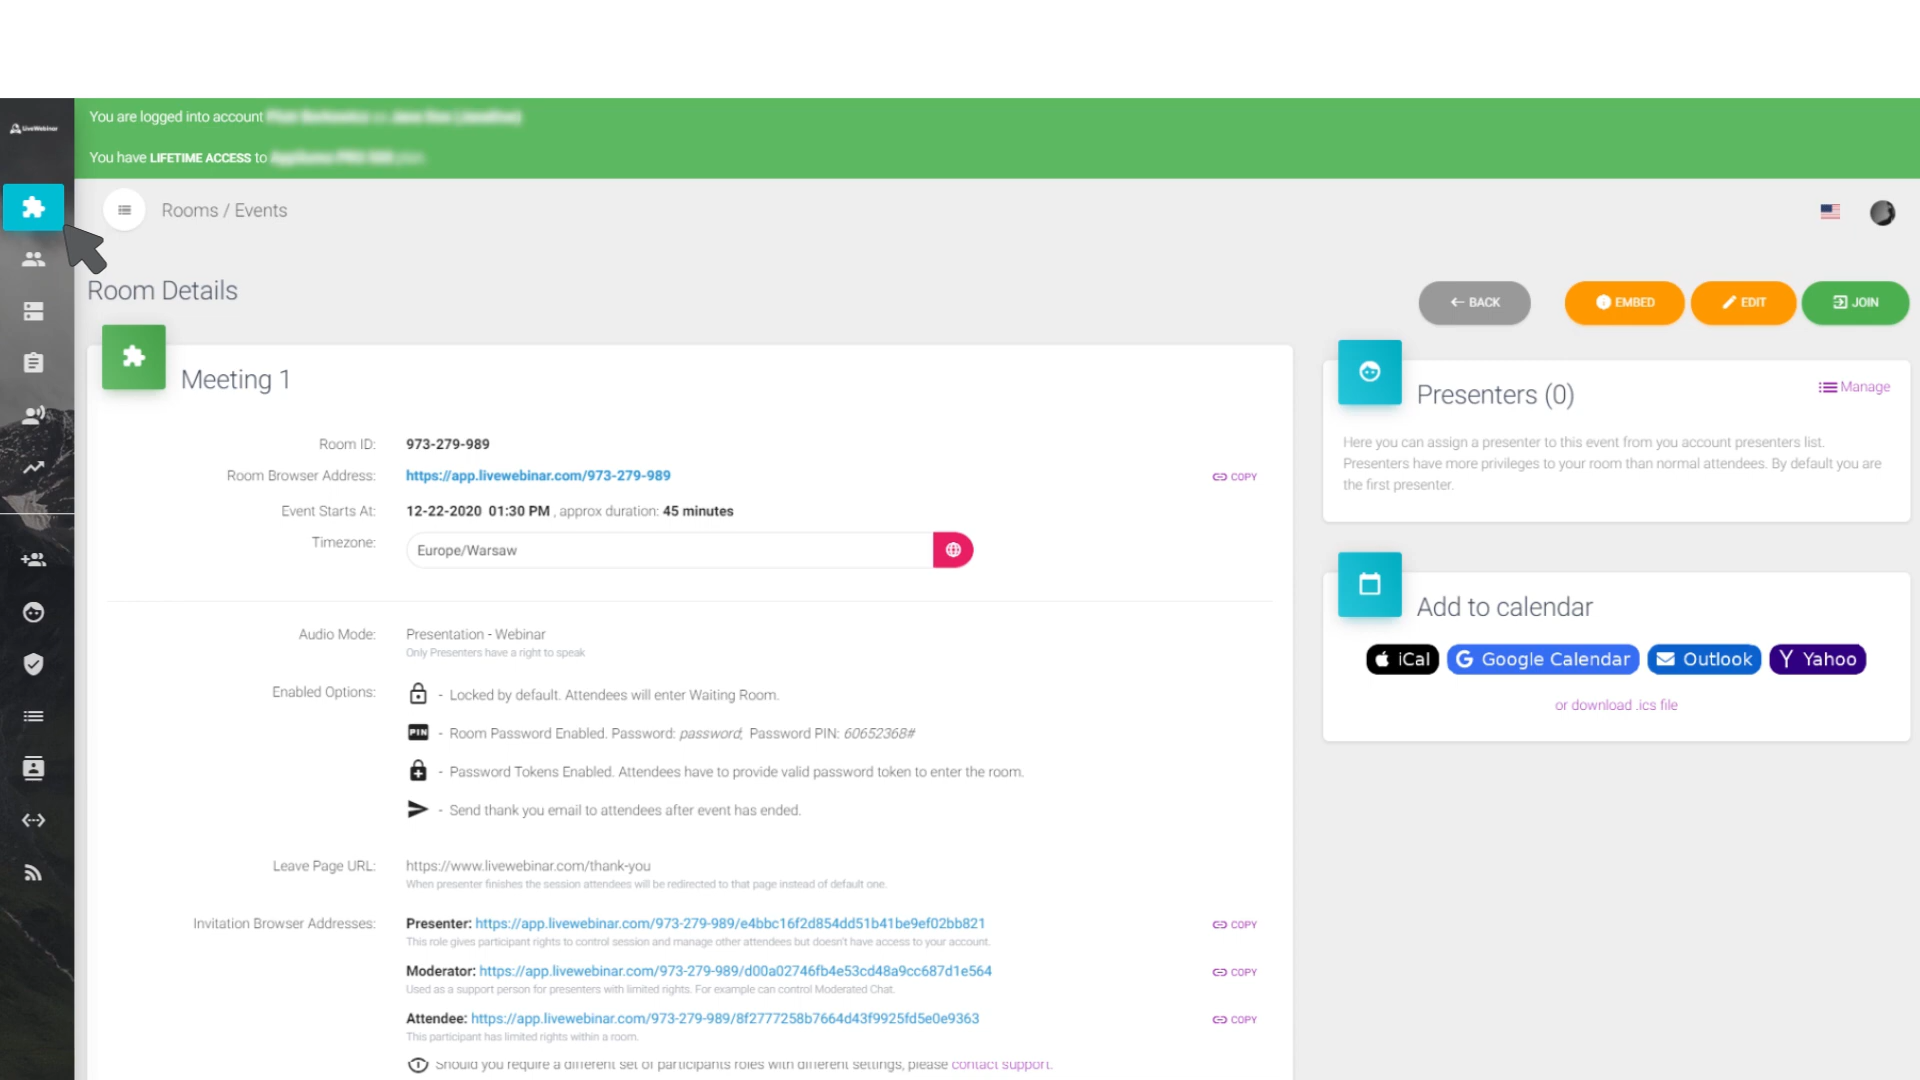 LiveWebinar
You are logged into account
You have LIFETIME ACCESS to
Rooms / Events
Room Details
BACK
EMBED
EDIT
JOIN
Meeting 1
Room ID: 973-279-989
Room Browser Address: https://app.livewebinar.com/973-279-989 COPY
Event Starts At: 12-22-2020 01:30 PM , approx duration: 45 minutes
Timezone: Europe/Warsaw
Audio Mode: Presentation - Webinar
Only Presenters have a right to speak
Enabled Options: - Locked by default. Attendees will enter Waiting Room.
PIN - Room Password Enabled. Password: password; Password PIN: 60652368#
- Password Tokens Enabled. Attendees have to provide valid password token to enter the room.
- Send thank you email to attendees after event has ended.
Leave Page URL: https://www.livewebinar.com/thank-you
When presenter finishes the session attendees will be redirected to that page instead of default one.
Invitation Browser Addresses: Presenter: https://app.livewebinar.com/973-279-989/e4bbc16f2d854dd51b41be9ef02bb821 COPY
This role gives participant rights to control session and manage other attendees but doesn't have access to your account.
Moderator: https://app.livewebinar.com/973-279-989/d00a02746fb4e53cd48a9cc687d1e564 COPY
Used as a support person for presenters with limited rights. For example can control Moderated Chat.
Attendee: https://app.livewebinar.com/973-279-989/8f2777258b7664d43f9925fd5e0e9363 COPY
This participant has limited rights within a room.
Should you require a different set of participants roles with different settings, please contact support.
Presenters (0)
Manage
Here you can assign a presenter to this event from you account presenters list.
Presenters have more privileges to your room than normal attendees. By default you are
the first presenter.
Add to calendar
iCal
Google Calendar
Outlook
Yahoo
or download .ics file